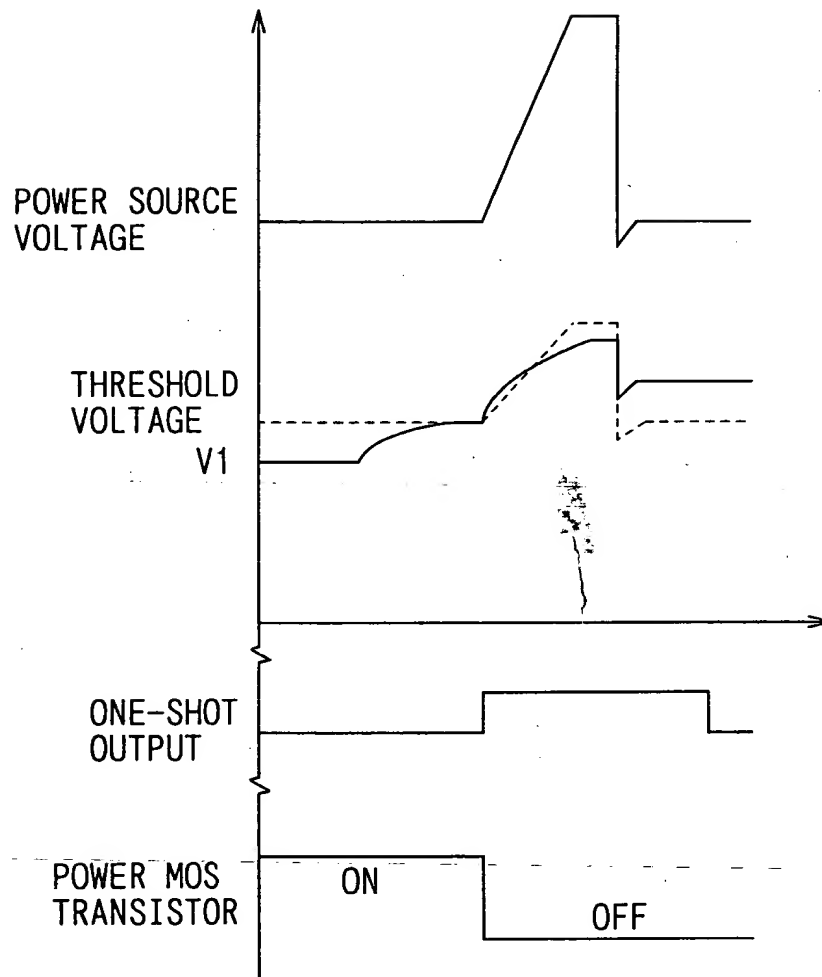 POWER SOURCE
VOLTAGE
THRESHOLD
VOLTAGE
V1
ONE-SHOT
OUTPUT
POWER MOS
TRANSISTOR
ON
OFF